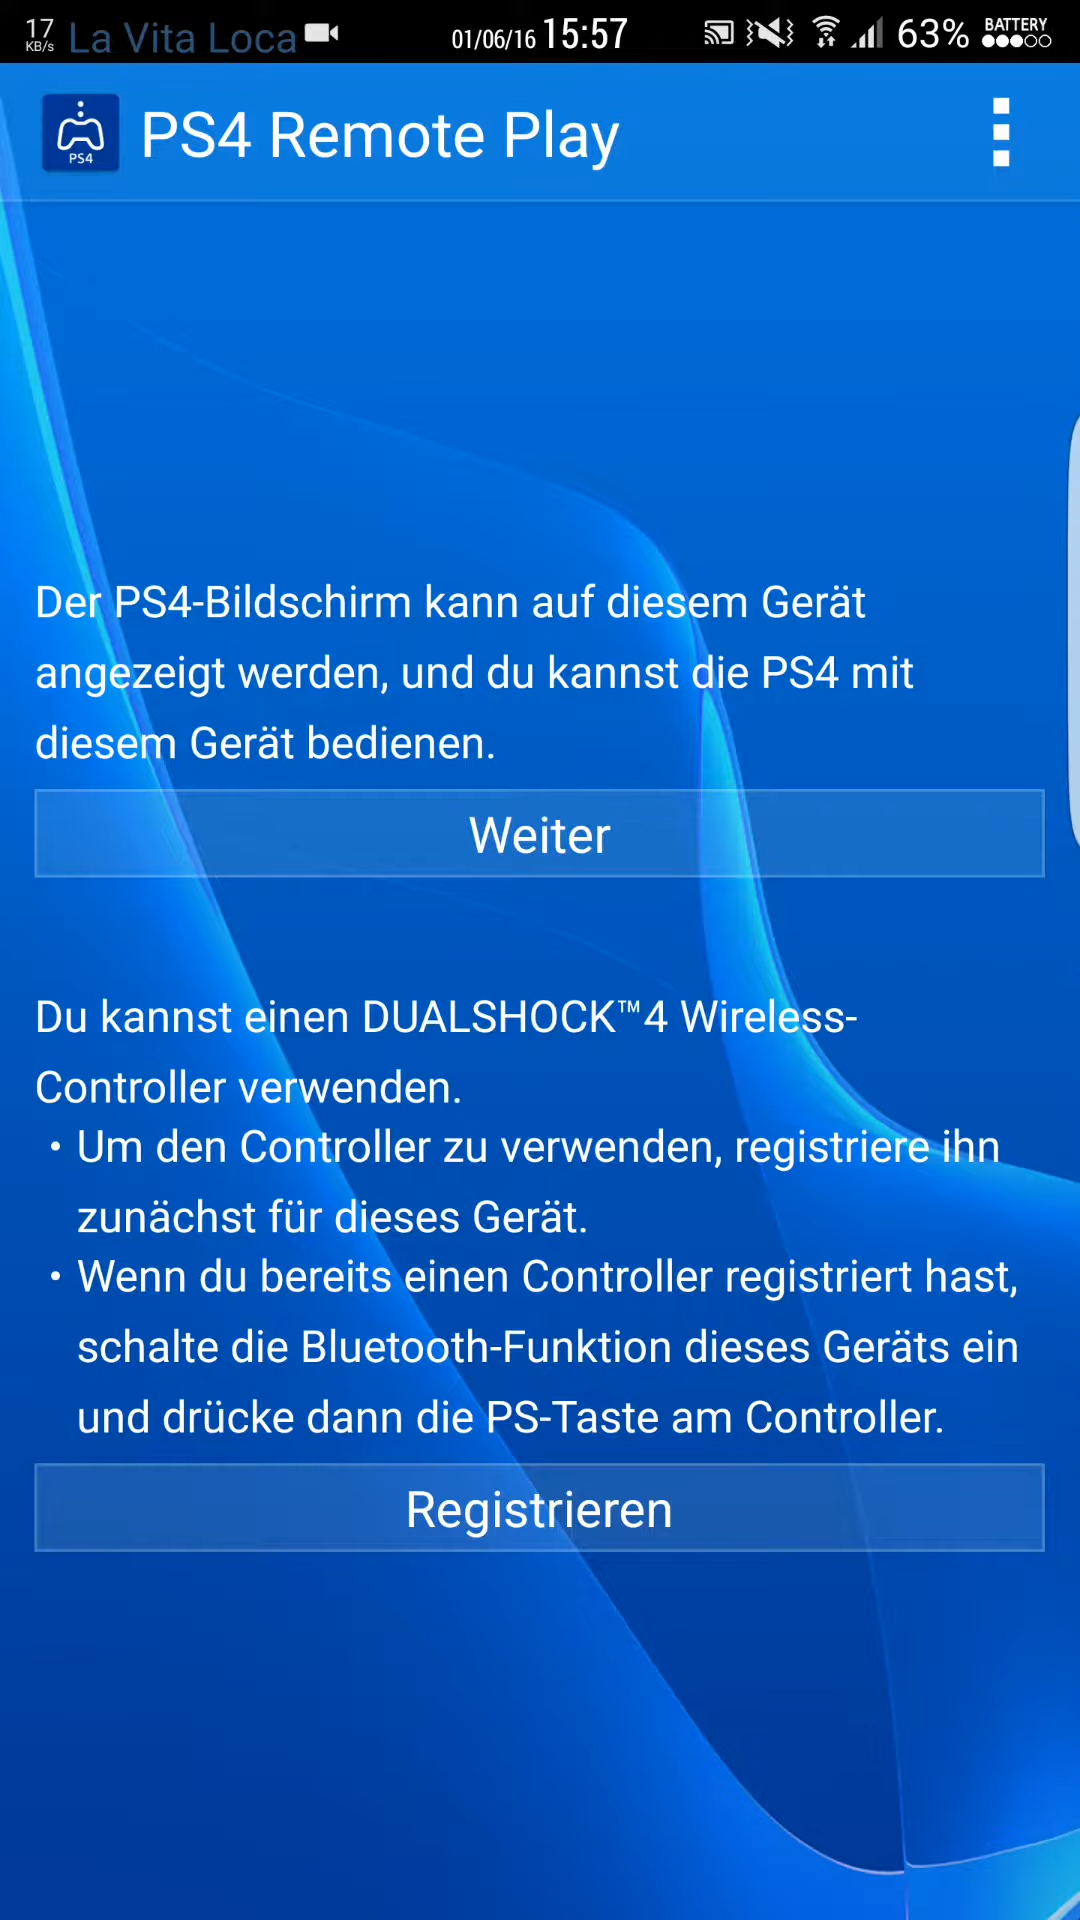 17
KB/s
La Vita Loca
01/06/16 15:57
63%
BATTERY
PS4
PS4 Remote Play
Der PS4-Bildschirm kann auf diesem Gerät
angezeigt werden, und du kannst die PS4 mit
diesem Gerät bedienen.
Weiter
Du kannst einen DUALSHOCK™4 Wireless-
Controller verwenden.
• Um den Controller zu verwenden, registriere ihn
zunächst für dieses Gerät.
• Wenn du bereits einen Controller registriert hast,
schalte die Bluetooth-Funktion dieses Geräts ein
und drücke dann die PS-Taste am Controller.
Registrieren